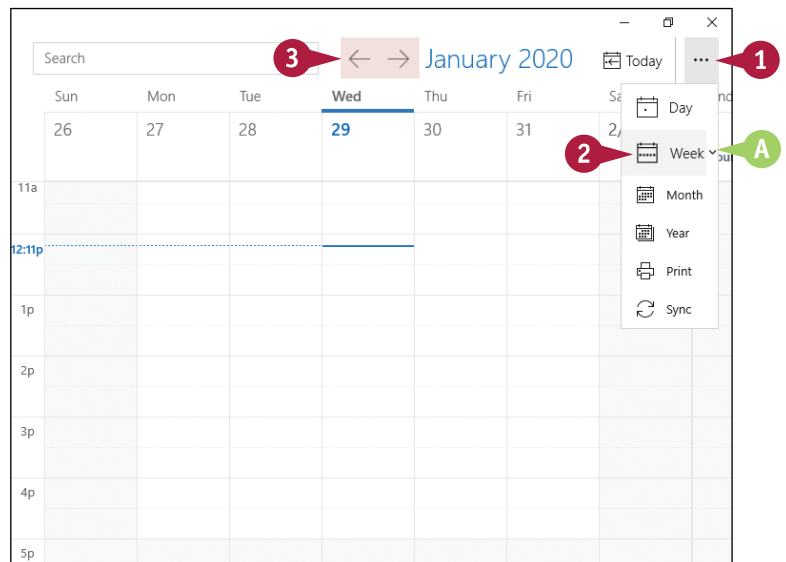 Search
3
January 2020
Today
1
Sun
Mon
Tue
Wed
Thu
Fri
26
27
28
29
30
31
2/
Day
2
Week
A
Month
Year
Print
Sync
11a
12:11p
1p
2p
3p
4p
5p